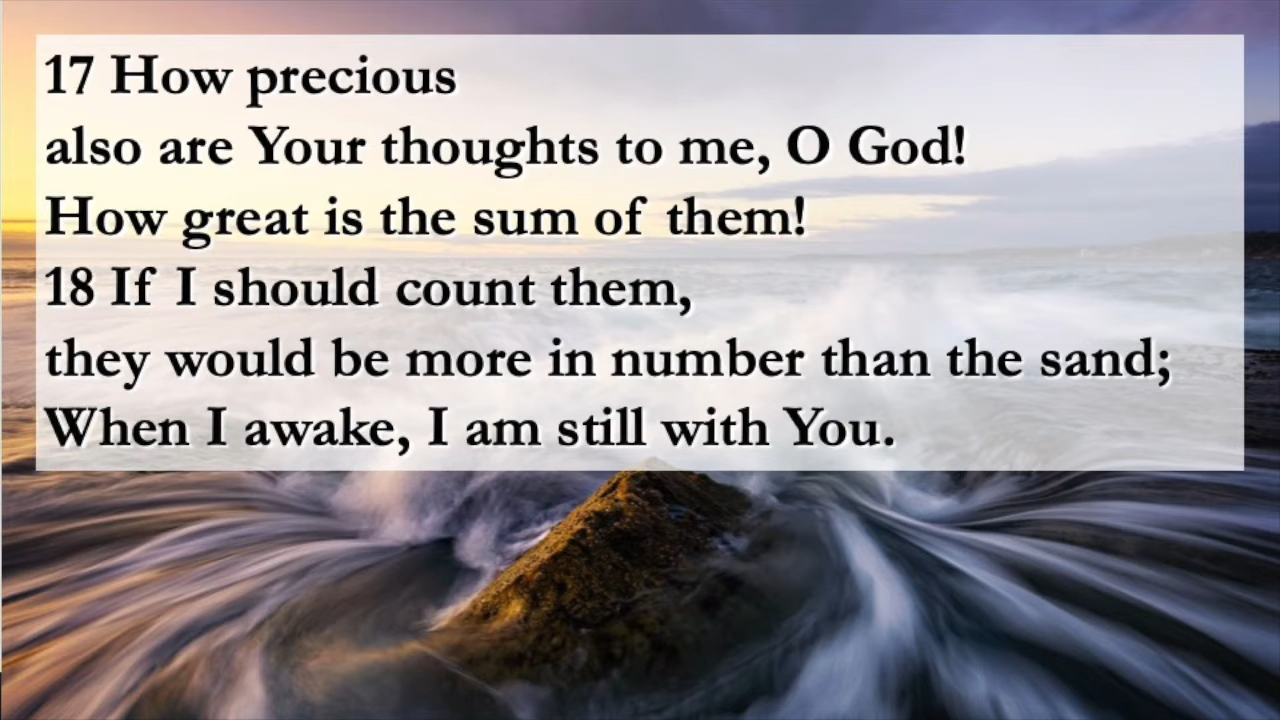 17 How precious
also are Your thoughts to me, O God!
How great is the sum of them!
18 If I should count them,
they would be more in number than the sand;
When I awake, I am still with You.